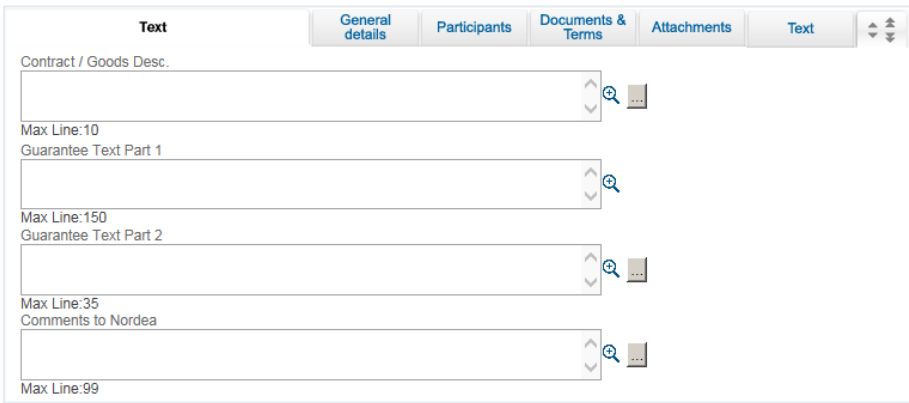 Text
General
details
Participants
Documents &
Terms
Attachments
Text
Contract / Goods Desc.
...
Max Line:10
Guarantee Text Part 1
Max Line:150
Guarantee Text Part 2
...
Max Line:35
Comments to Nordea
...
Max Line:99